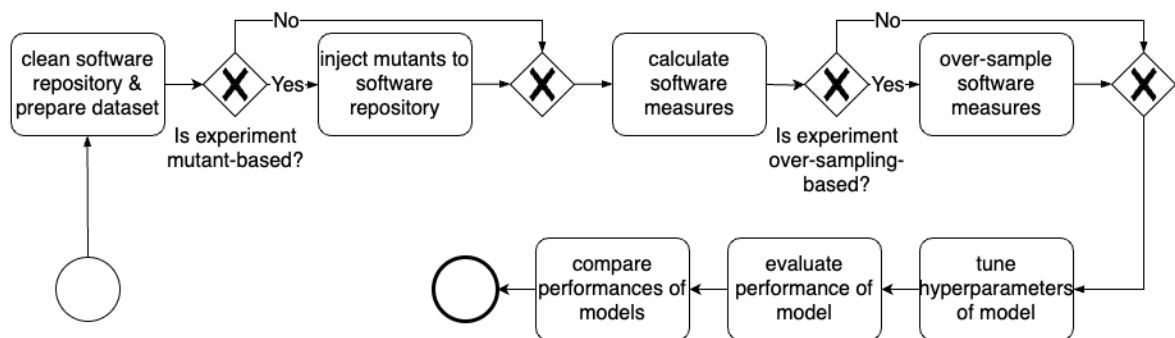 No
No
clean software
repository &
prepare dataset
Yes
inject mutants to
software
repository
calculate
software
measures
Yes
over-sample
software
measures
Is experiment
mutant-based?
Is experiment
over-sampling-
based?
compare
performances of
models
evaluate
performance of
model
tune
hyperparameters
of model